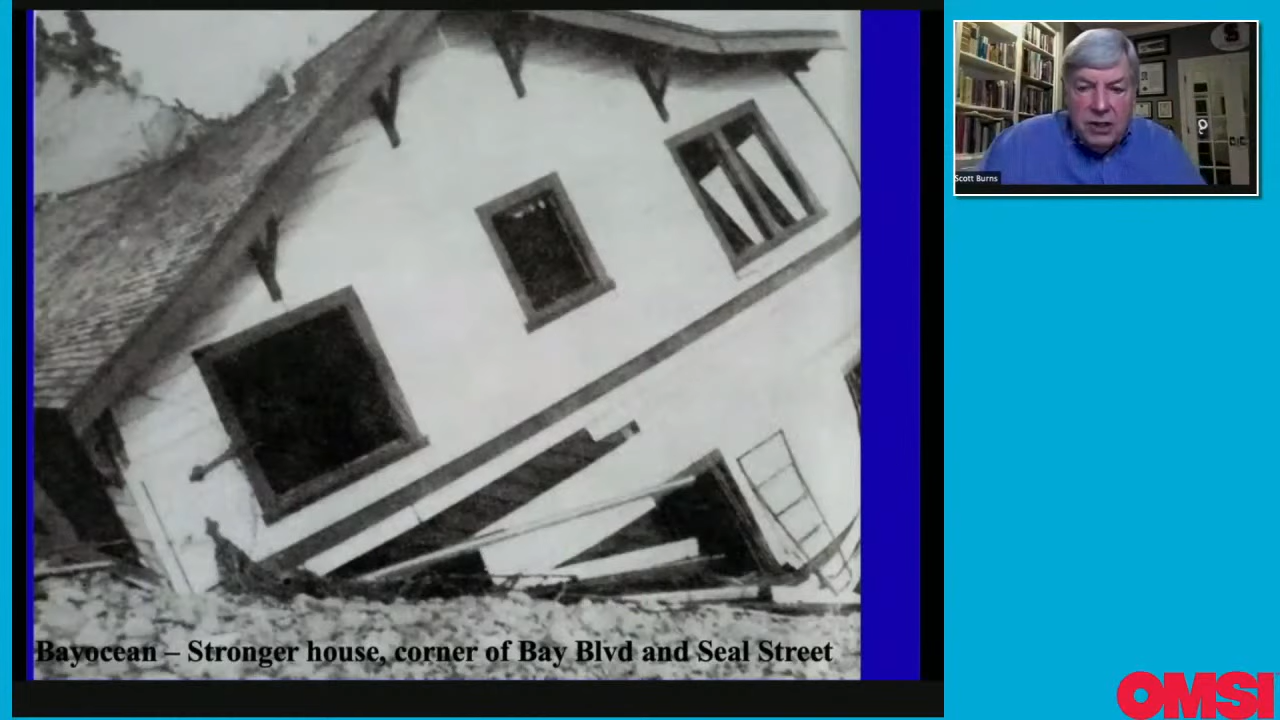 Scott Burns
Bayocean – Stronger house, corner of Bay Blvd and Seal Street
OMSI